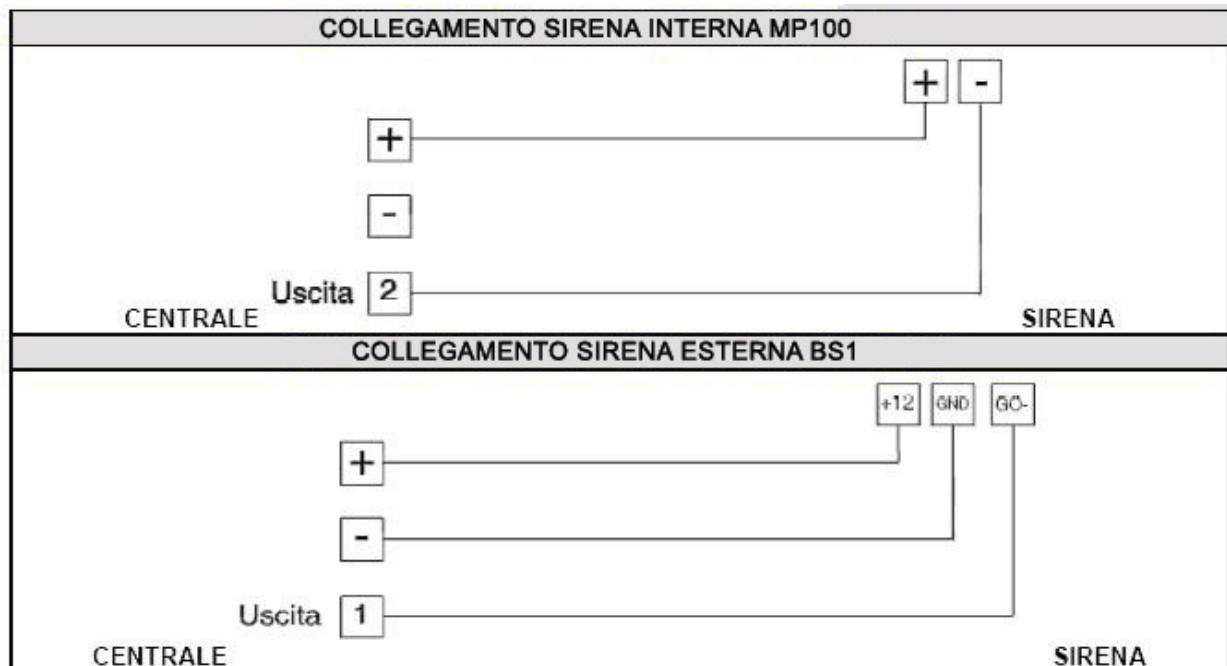 COLLEGAMENTO SIRENA INTERNA MP100
+ -
+
-
Uscita 2
CENTRALE SIRENA
COLLEGAMENTO SIRENA ESTERNA BS1
+12 GND GO-
+
-
Uscita 1
CENTRALE SIRENA